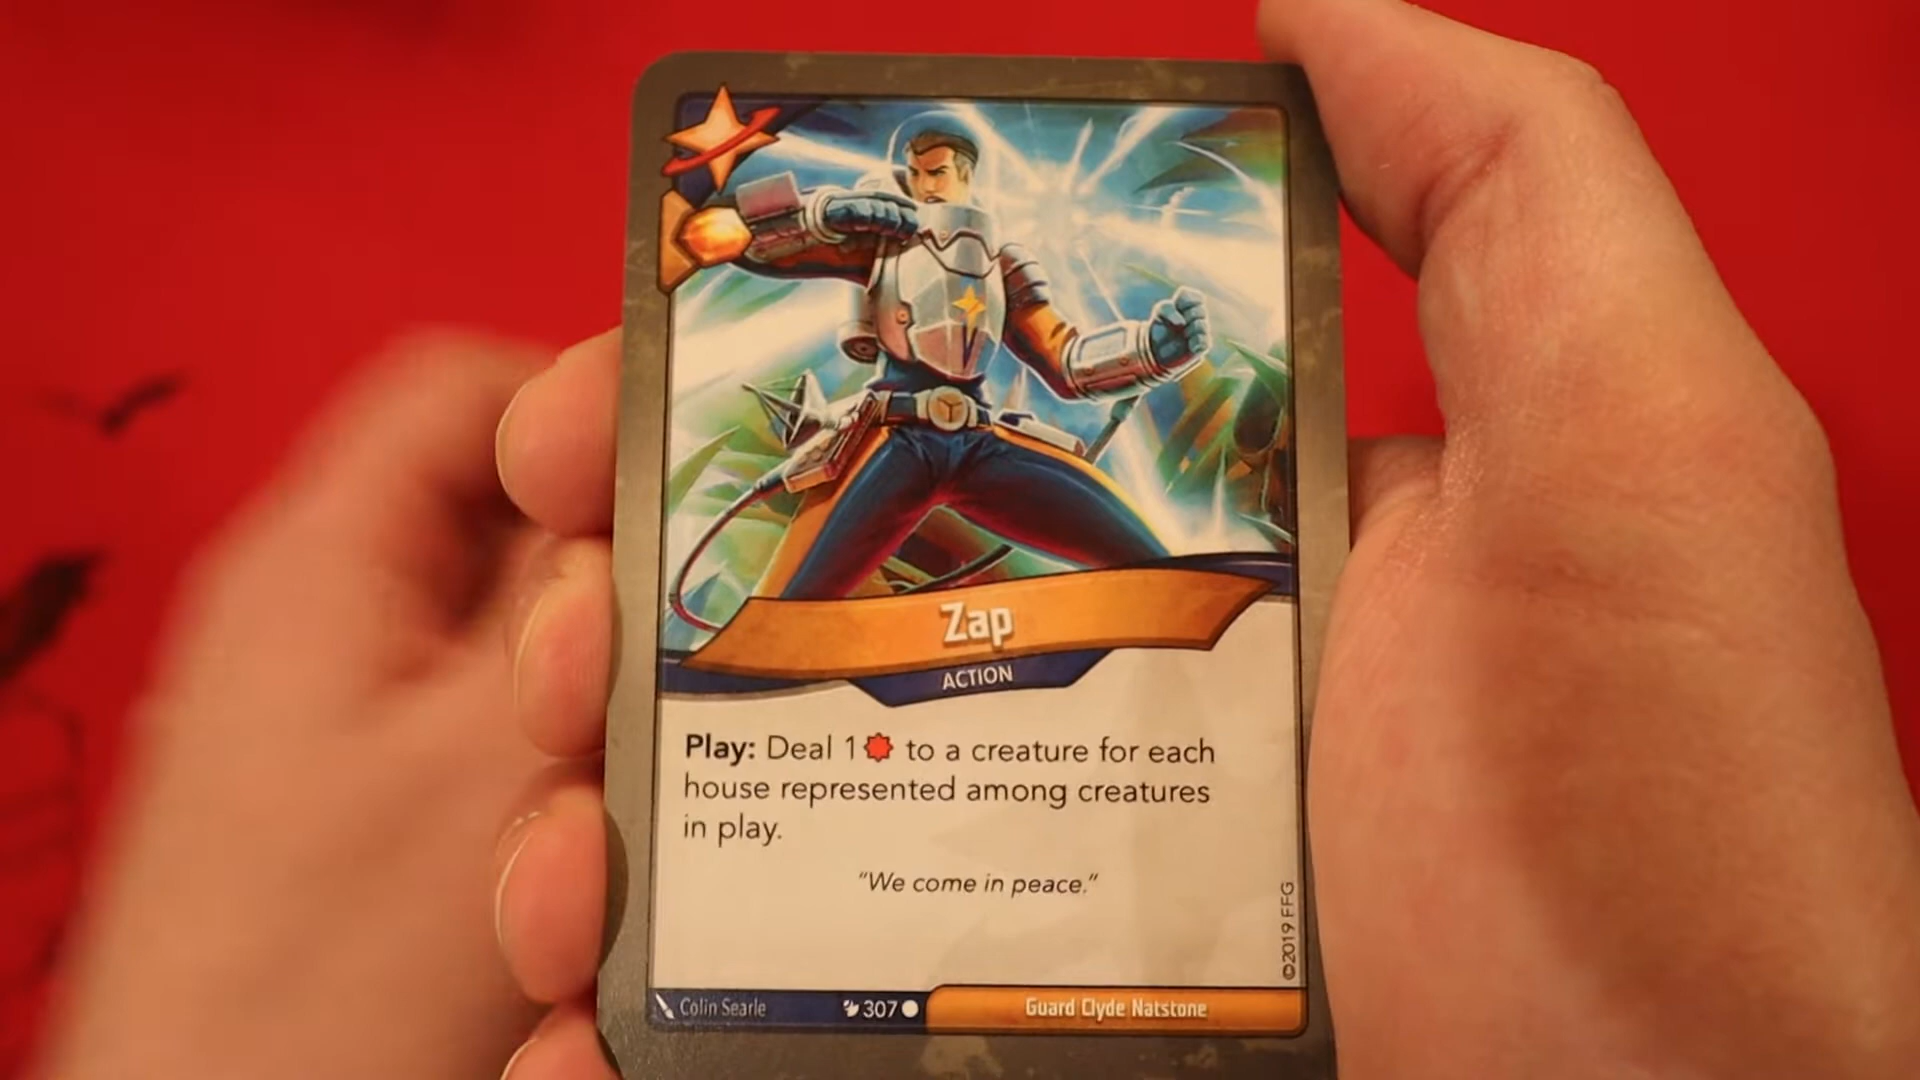 Zap
ACTION
Play: Deal 1 to a creature for each
house represented among creatures
in play.
"We come in peace."
©2019 FFG
Colin Searle
307
Guard Clyde Natstone